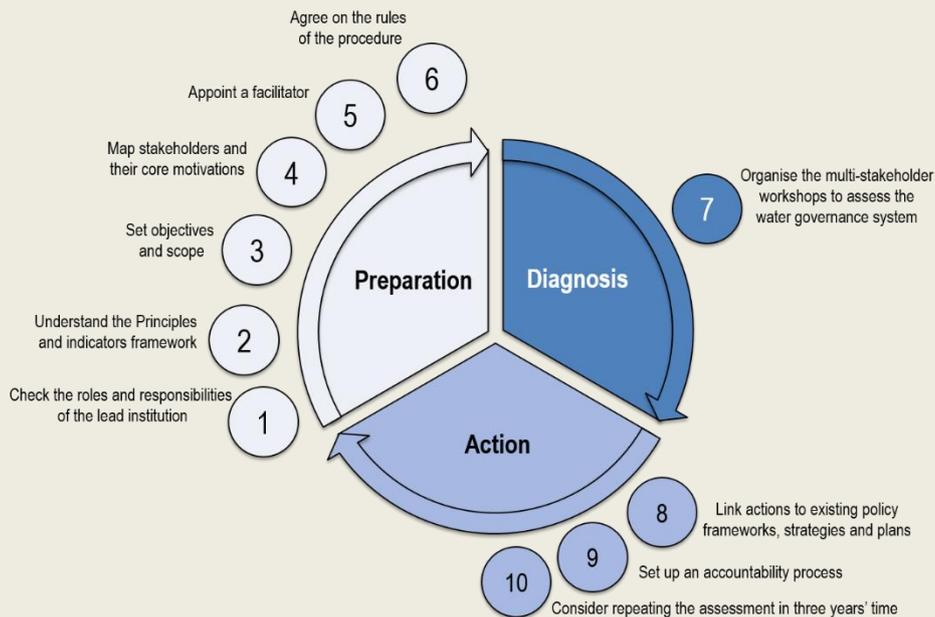 Agree on the rules
of the procedure
6
Appoint a facilitator
5
Map stakeholders and
their core motivations
4
Set objectives
and scope
3
Understand the Principles
and indicators framework
2
Check the roles and responsibilities
of the lead institution
1
Preparation
Diagnosis
7
Organise the multi-stakeholder
workshops to assess the
water governance system
Action
8
Link actions to existing policy
frameworks, strategies and plans
9
Set up an accountability process
10
Consider repeating the assessment in three years’ time